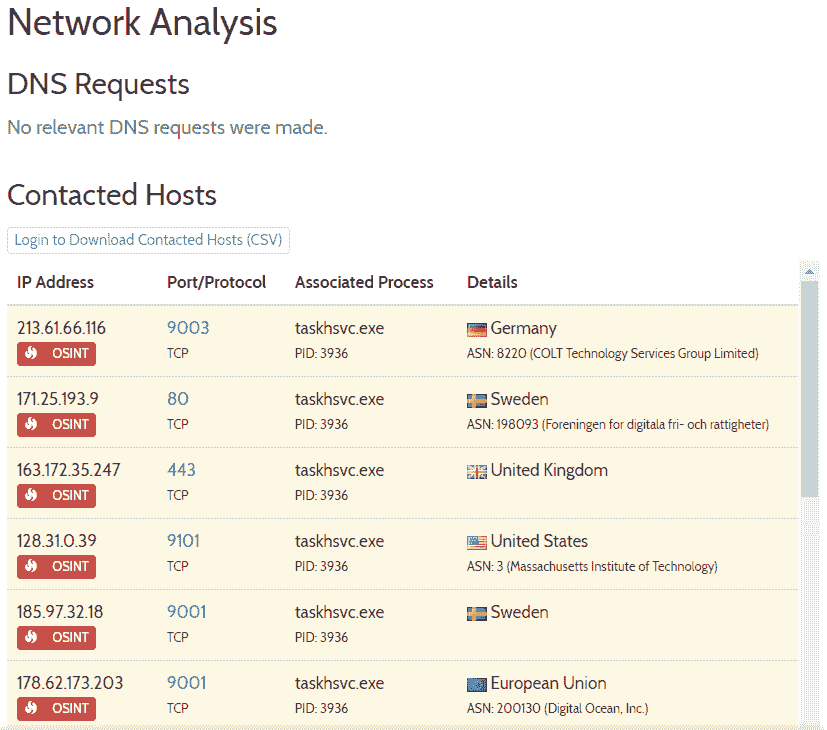 Network Analysis
DNS Requests
No relevant DNS requests were made.
Contacted Hosts
Login to Download Contacted Hosts (CSV)
IP Address Port/Protocol Associated Process Details
213.61.66.116 9003 taskhsvc.exe Germany
OSINT TCP PID: 3936 ASN: 8220 (COLT Technology Services Group Limited)
171.25.193.9 80 taskhsvc.exe Sweden
OSINT TCP PID: 3936 ASN: 198093 (Foreningen for digitala fri- och rattigheter)
163.172.35.247 443 taskhsvc.exe United Kingdom
OSINT TCP PID: 3936
128.31.0.39 9101 taskhsvc.exe United States
OSINT TCP PID: 3936 ASN: 3 (Massachusetts Institute of Technology)
185.97.32.18 9001 taskhsvc.exe Sweden
OSINT TCP PID: 3936
178.62.173.203 9001 taskhsvc.exe European Union
OSINT TCP PID: 3936 ASN: 200130 (Digital Ocean, Inc.)